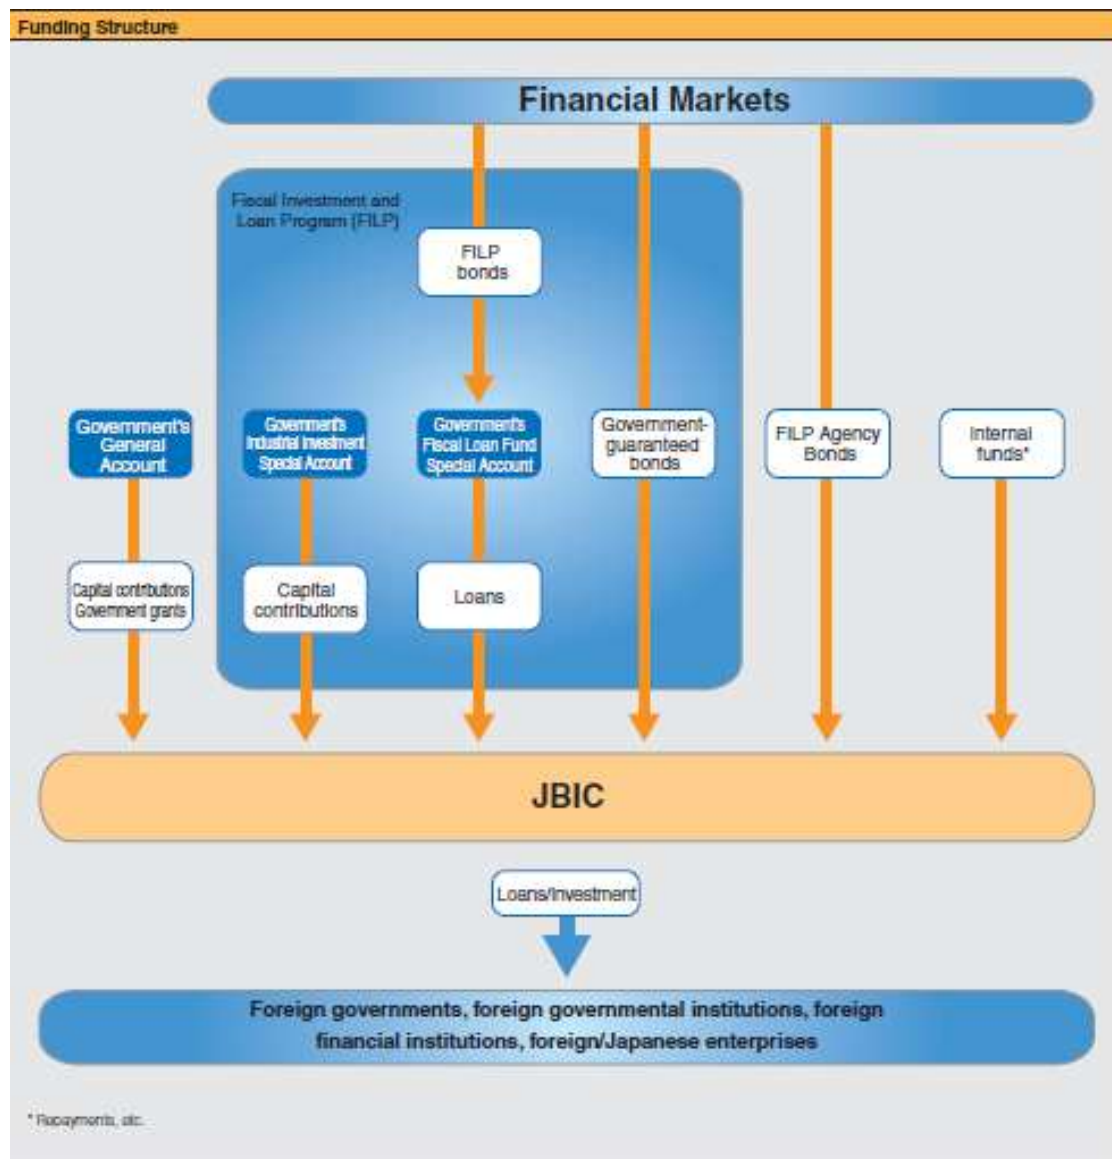 Funding Structure
Financial Markets
Fiscal Investment and
Loan Program (FILP)
FILP
bonds
Government's
General
Account
Government's
Industrial Investment
Special Account
Government's
Fiscal Loan Fund
Special Account
Government-
guaranteed
bonds
FILP Agency
Bonds
Internal
funds*
Capital contributions
Government grants
Capital
contributions
Loans
JBIC
Loans/Investment
Foreign governments, foreign governmental institutions, foreign
financial institutions, foreign/Japanese enterprises
* Repayments, etc.